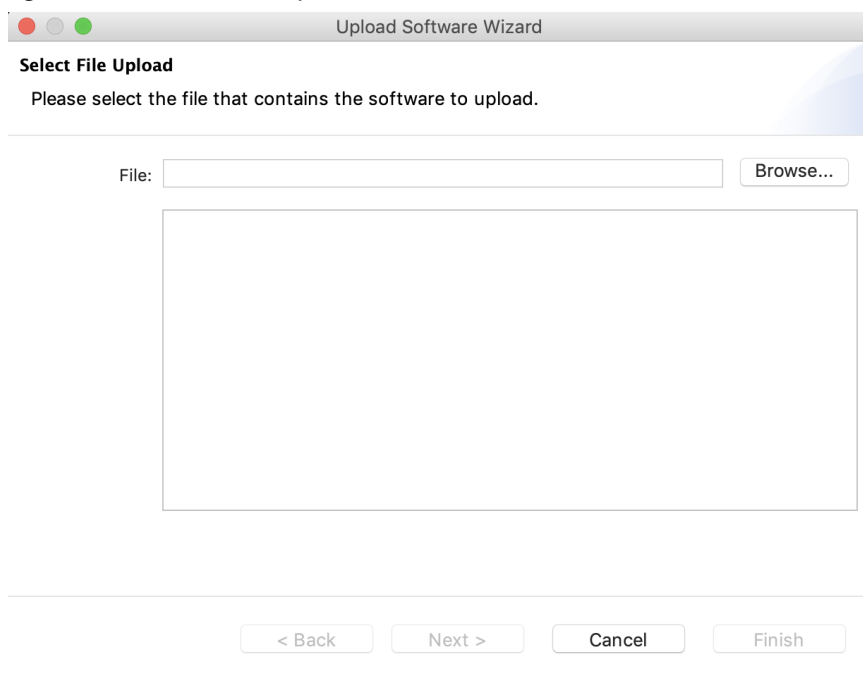 Upload Software Wizard
Select File Upload
Please select the file that contains the software to upload.
File:
Browse...
< Back
Next >
Cancel
Finish